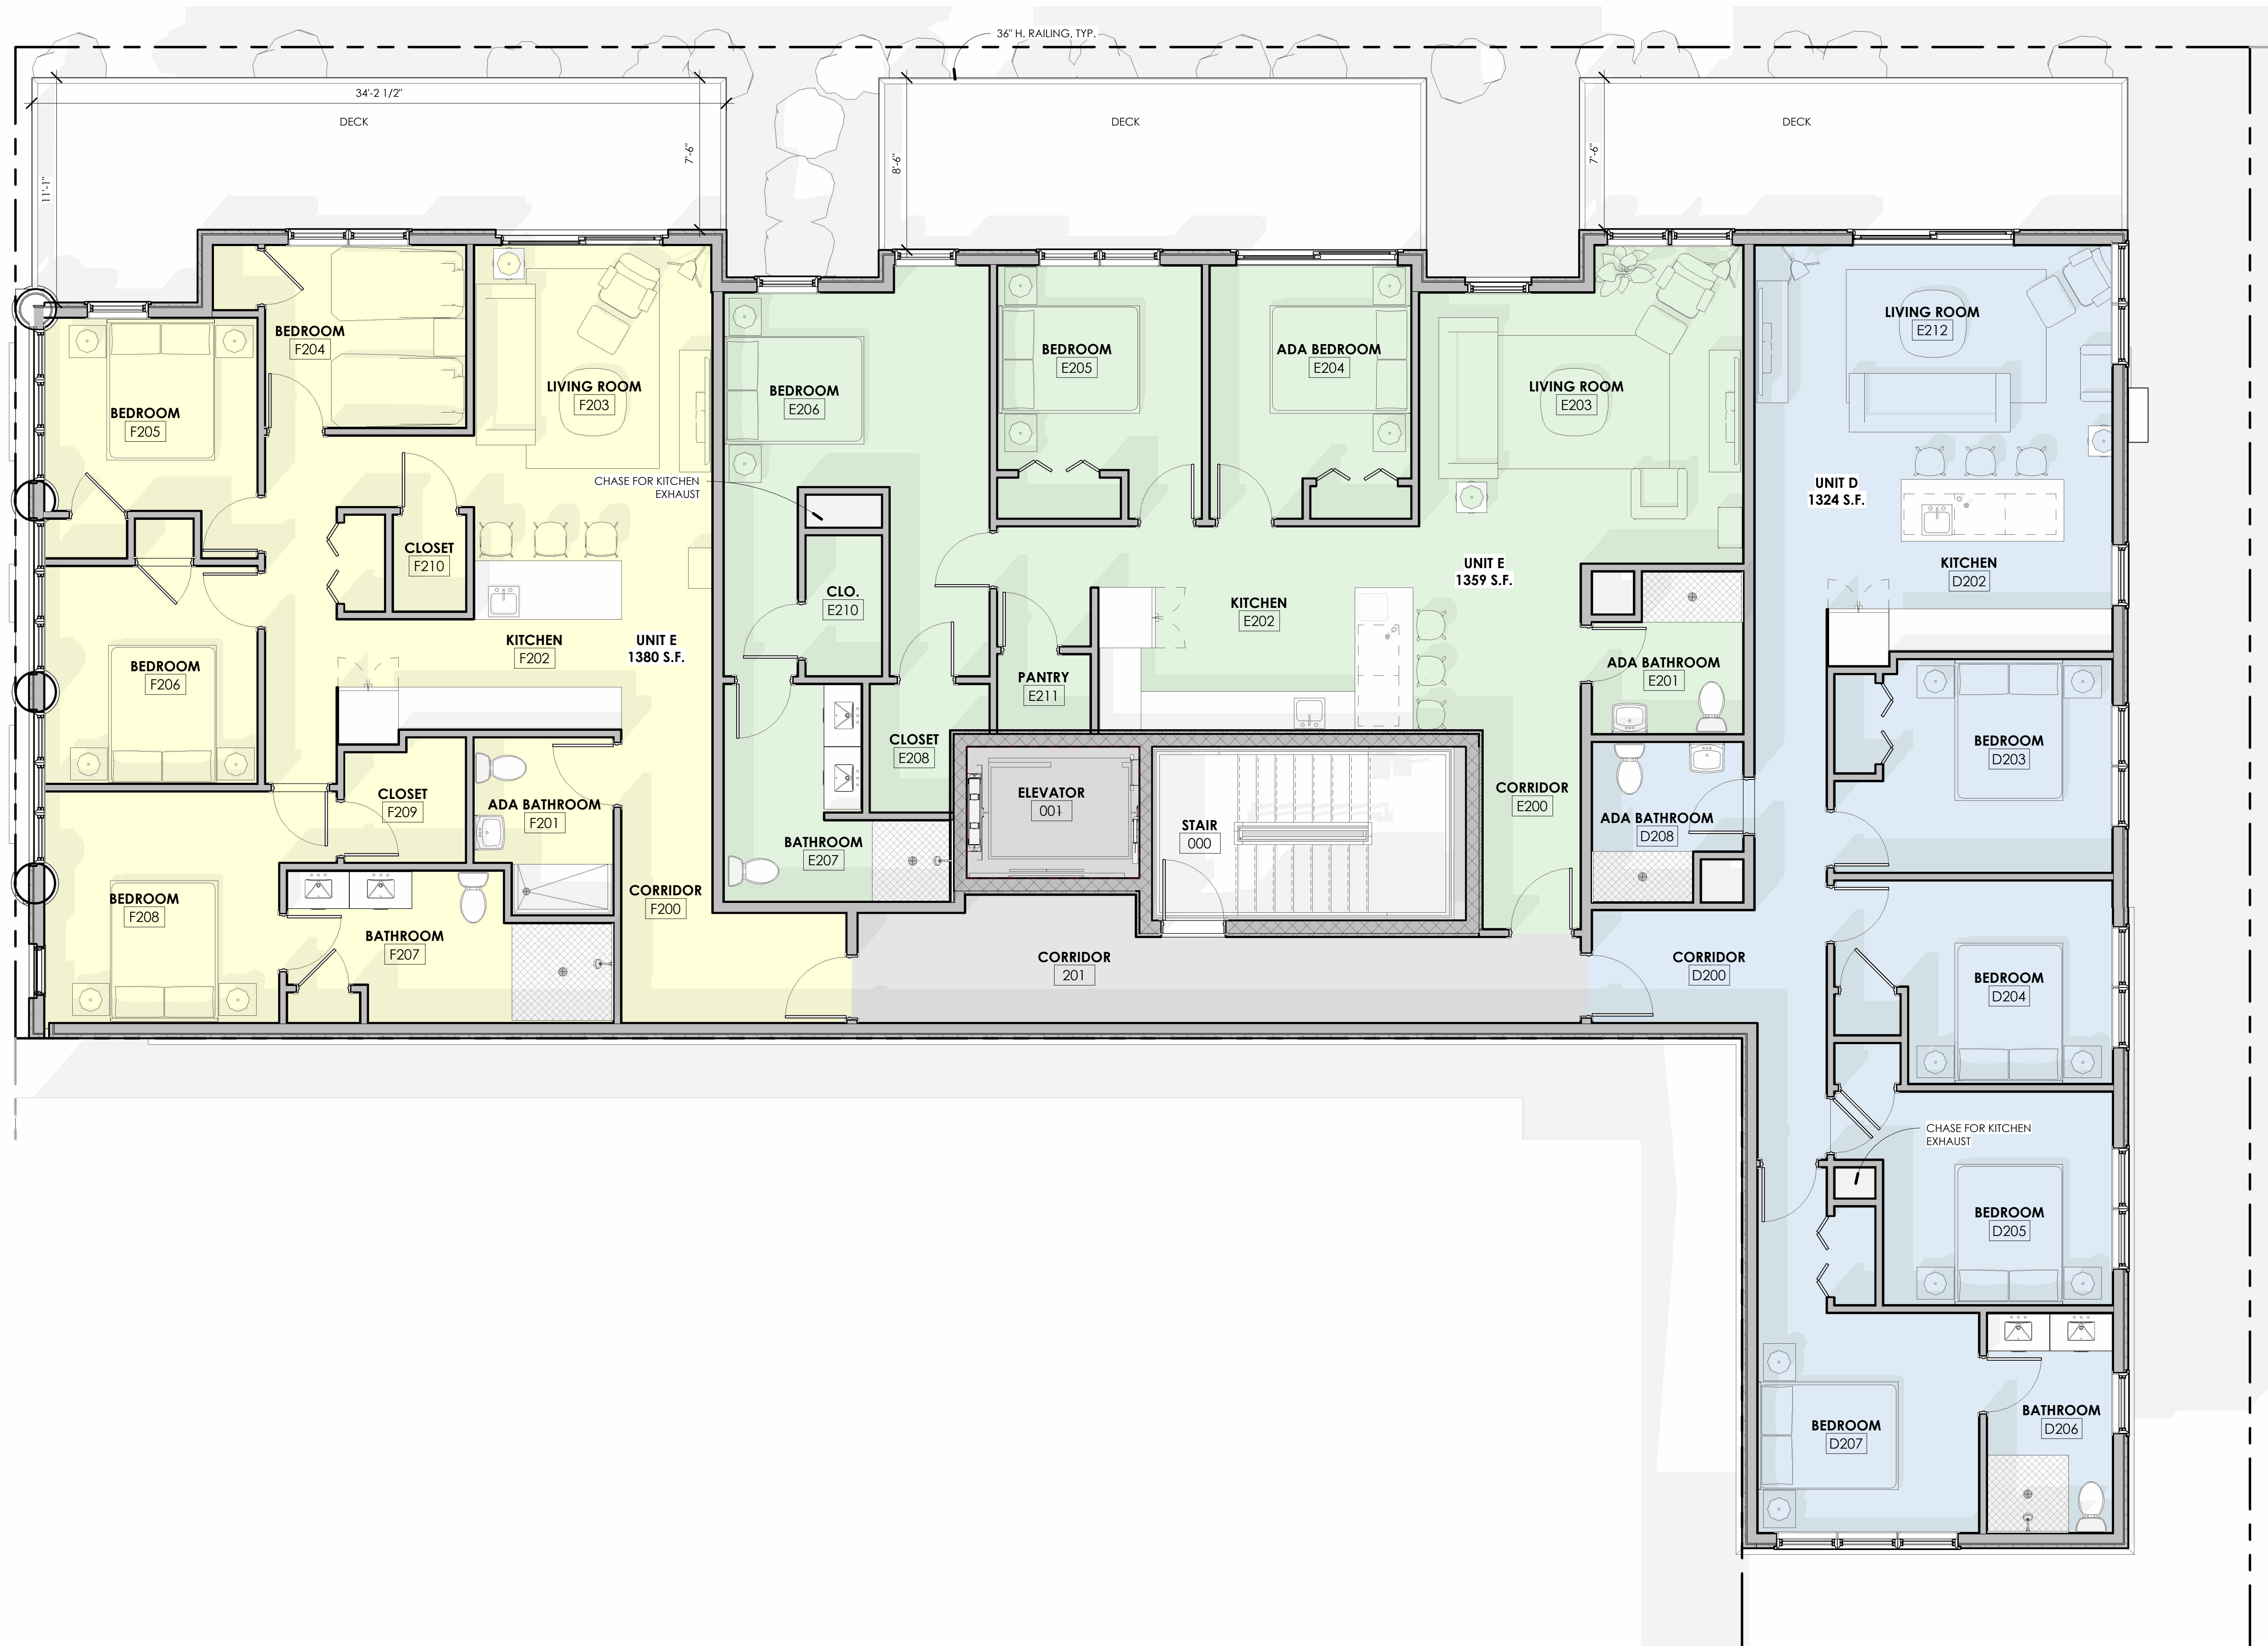 36" H. RAILING, TYP.
34'-2 1/2"
DECK
DECK
DECK
11'-1"
7'-6"
8'-6"
7'-6"
BEDROOM
F204
BEDROOM
F205
LIVING ROOM
F203
BEDROOM
E206
BEDROOM
E205
ADA BEDROOM
E204
LIVING ROOM
E203
LIVING ROOM
E212
CHASE FOR KITCHEN
EXHAUST
UNIT D
1324 S.F.
CLOSET
F210
CLO.
E210
KITCHEN
E202
UNIT E
1359 S.F.
KITCHEN
D202
BEDROOM
F206
KITCHEN
F202
UNIT E
1380 S.F.
PANTRY
E211
ADA BATHROOM
E201
CLOSET
E208
BEDROOM
D203
CLOSET
F209
ADA BATHROOM
F201
ELEVATOR
001
STAIR
000
CORRIDOR
E200
ADA BATHROOM
D208
BATHROOM
E207
BEDROOM
F208
CORRIDOR
F200
BATHROOM
F207
CORRIDOR
201
CORRIDOR
D200
BEDROOM
D204
CHASE FOR KITCHEN
EXHAUST
BEDROOM
D205
BEDROOM
D207
BATHROOM
D206